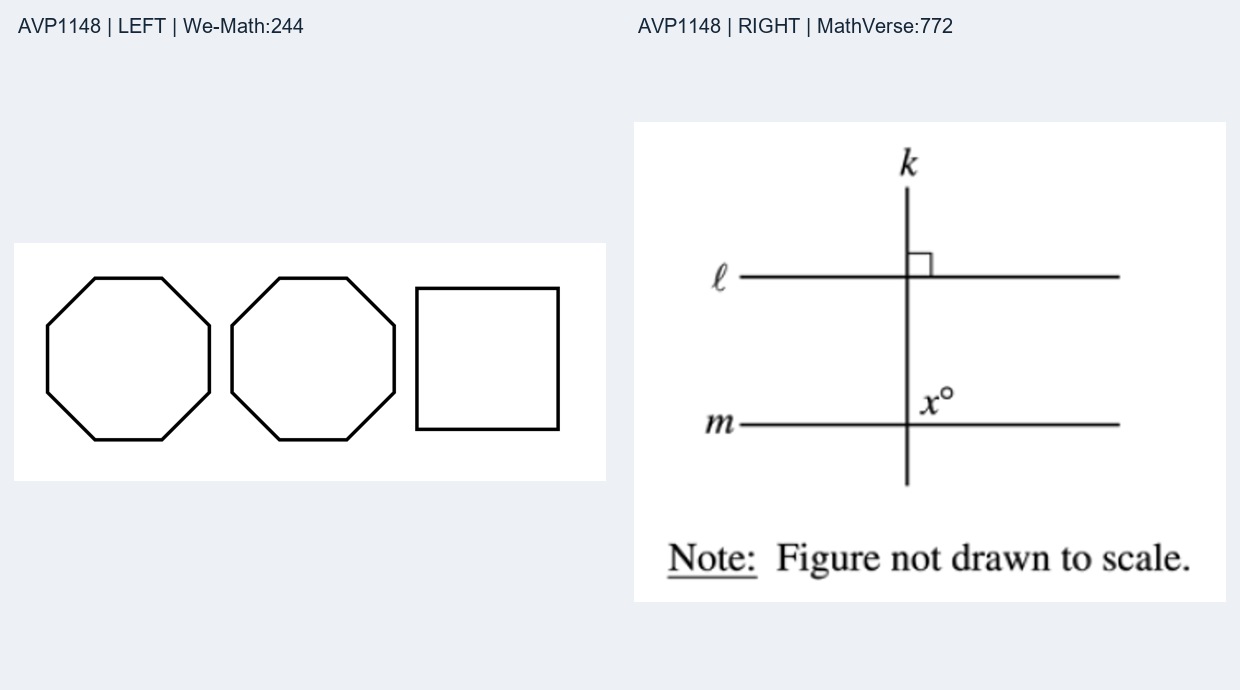 AVP1148 | LEFT | We-Math:244
AVP1148 | RIGHT | MathVerse:772
k
ℓ
x°
m
Note: Figure not drawn to scale.